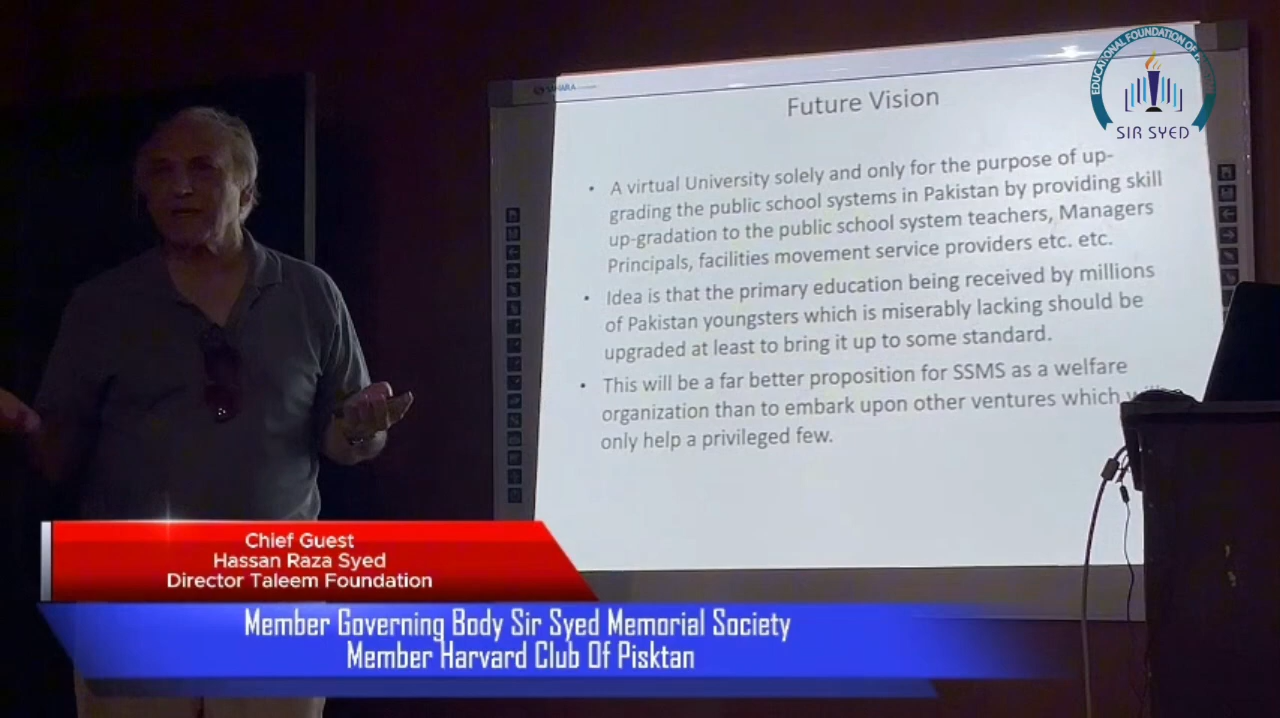 SAHARA
Future Vision
EDUCATIONAL FOUNDATION OF
SIR SYED
• A virtual University solely and only for the purpose of up-
grading the public school systems in Pakistan by providing skill
up-gradation to the public school system teachers, Managers
Principals, facilities movement service providers etc. etc.
• Idea is that the primary education being received by millions
of Pakistan youngsters which is miserably lacking should be
upgraded at least to bring it up to some standard.
• This will be a far better proposition for SSMS as a welfare
organization than to embark upon other ventures which
only help a privileged few.
Chief Guest
Hassan Raza Syed
Director Taleem Foundation
Member Governing Body Sir Syed Memorial Society
Member Harvard Club Of Pisktan